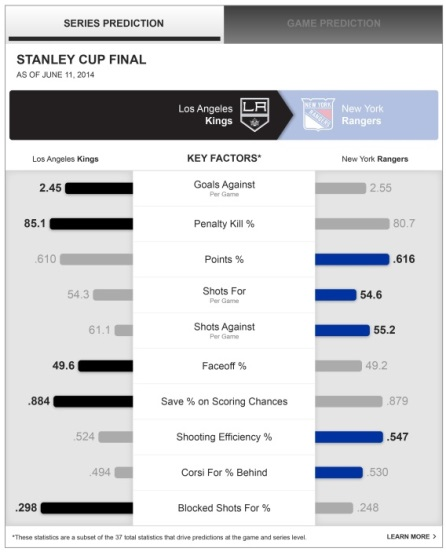 SERIES PREDICTION
GAME PREDICTION
STANLEY CUP FINAL
AS OF JUNE 11, 2014
Los Angeles
Kings
LA
NEW YORK
RANGERS
New York
Rangers
Los Angeles Kings
KEY FACTORS*
New York Rangers
2.45
Goals Against
Per Game
2.55
85.1
Penalty Kill %
80.7
.610
Points %
.616
54.3
Shots For
Per Game
54.6
61.1
Shots Against
Per Game
55.2
49.6
Faceoff %
49.2
.884
Save % on Scoring Chances
.879
.524
Shooting Efficiency %
.547
.494
Corsi For % Behind
.530
.298
Blocked Shots For %
.248
*These statistics are a subset of the 37 total statistics that drive predictions at the game and series level.
LEARN MORE >